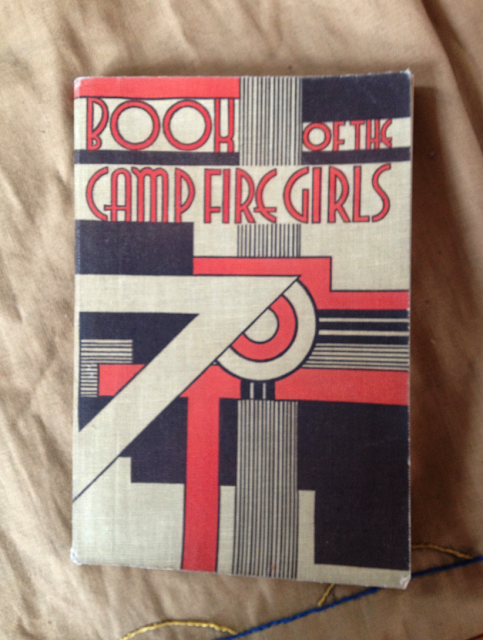 BOOK OF THE
CAMP FIRE GIRLS